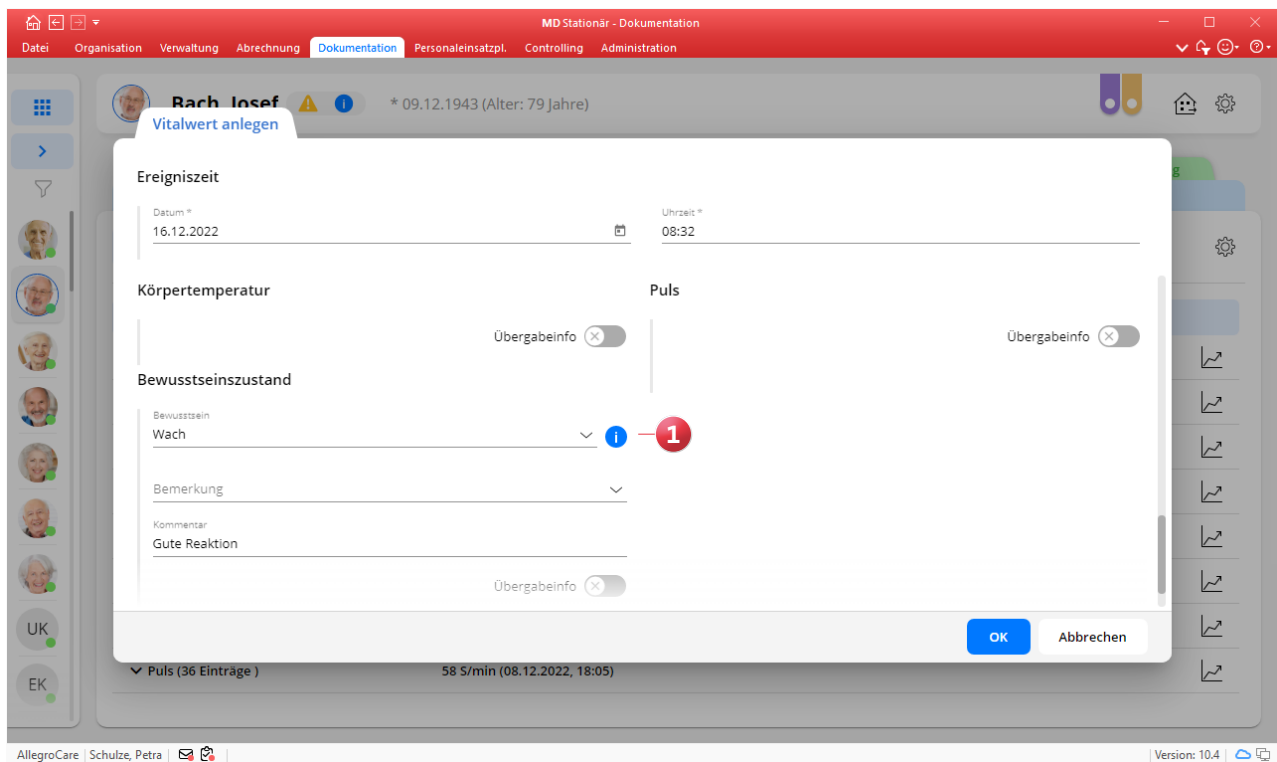 MD Stationär - Dokumentation
Datei Organisation Verwaltung Abrechnung Dokumentation Personaleinsatzpl. Controlling Administration
Bach, Josef * 09.12.1943 (Alter: 79 Jahre)
Vitalwert anlegen
g
Ereigniszeit
Datum * Uhrzeit *
16.12.2022 08:32
Körpertemperatur Puls
Übergabeinfo Übergabeinfo
Bewusstseinszustand
Bewusstsein
Wach
1
Bemerkung
Kommentar
Gute Reaktion
Übergabeinfo
UK
OK Abbrechen
Puls (36 Einträge ) 58 S/min (08.12.2022, 18:05)
EK
AllegroCare Schulze, Petra Version: 10.4